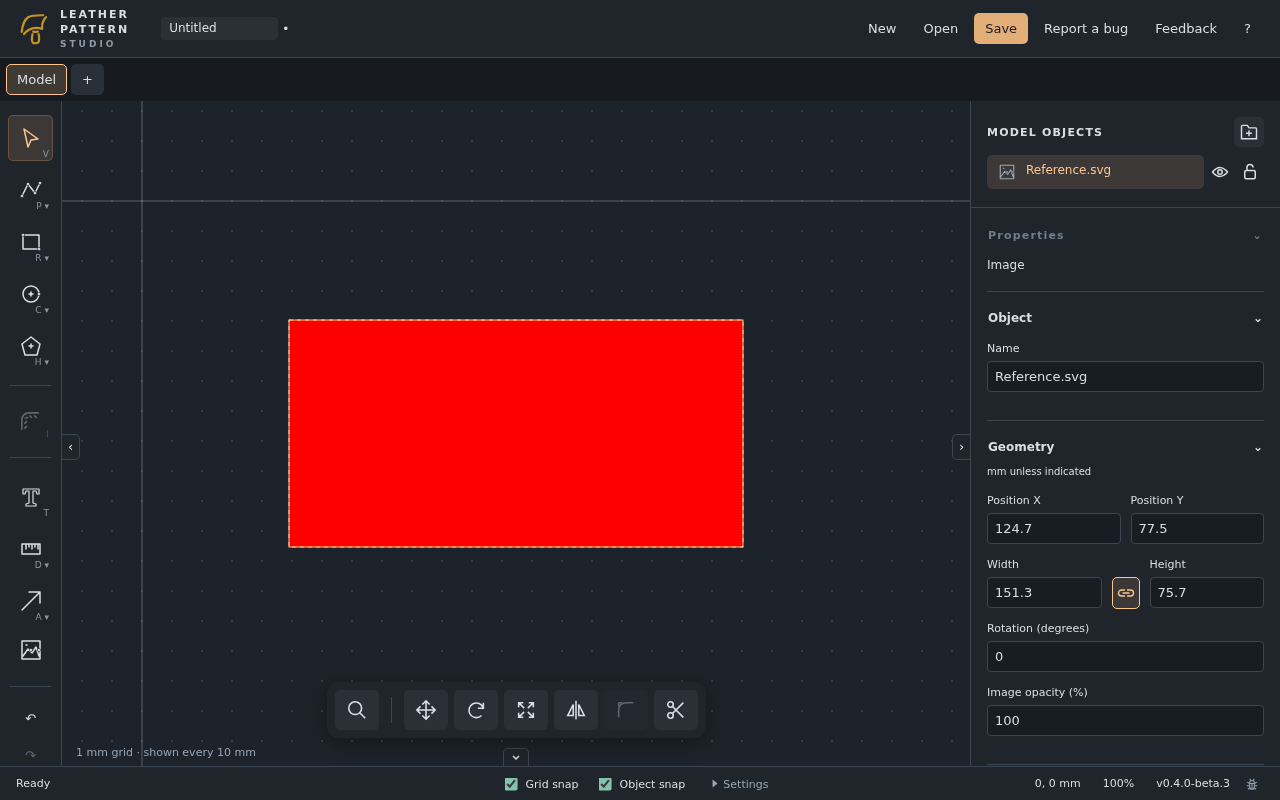 LEATHER
PATTERN
STUDIO
Untitled •
New
Open
Save
Report a bug
Feedback
?
Model
+
V
P ▾
R ▾
C ▾
H ▾
I
T
D ▾
A ▾
1 mm grid · shown every 10 mm
MODEL OBJECTS
Reference.svg
Properties
Image
Object
Name
Reference.svg
Geometry
mm unless indicated
Position X
Position Y
124.7
77.5
Width
Height
151.3
75.7
Rotation (degrees)
0
Image opacity (%)
100
Ready
Grid snap
Object snap
Settings
0, 0 mm
100%
v0.4.0-beta.3